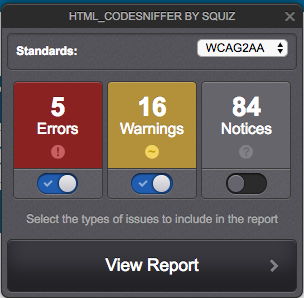 HTML_CODESNIFFER BY SQUIZ
Standards: WCAG2AA
5 16 84
Errors Warnings Notices
Select the types of issues to include in the report
View Report